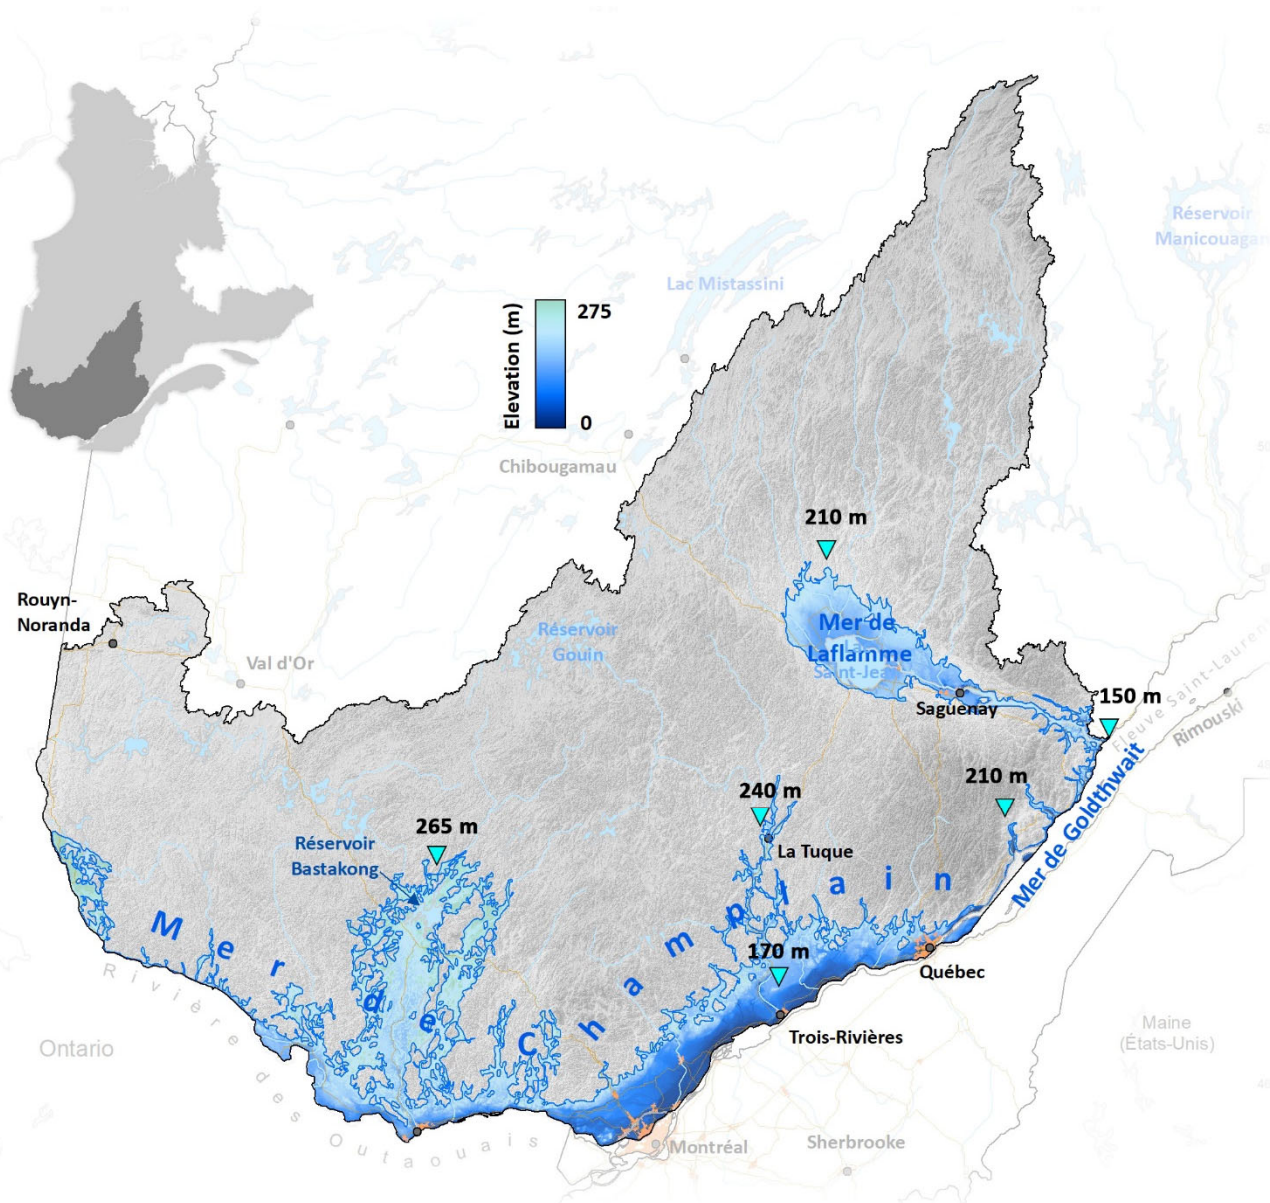 Réservoir
Manicouagan
Lac Mistassini
Elevation (m)
275
0
Chibougamau
210 m
Rouyn-
Noranda
Val d'Or
Réservoir
Gouin
Mer de
Laflamme
Saint-Jean
Saguenay
150 m
Fleuve Saint-Laurent
Rimouski
Mer de Goldthwait
210 m
240 m
La Tuque
265 m
Réservoir
Bastakong
Mer de Champlain
170 m
Québec
Trois-Rivières
Rivière des Outaouais
Ontario
Maine
(États-Unis)
Montréal
Sherbrooke